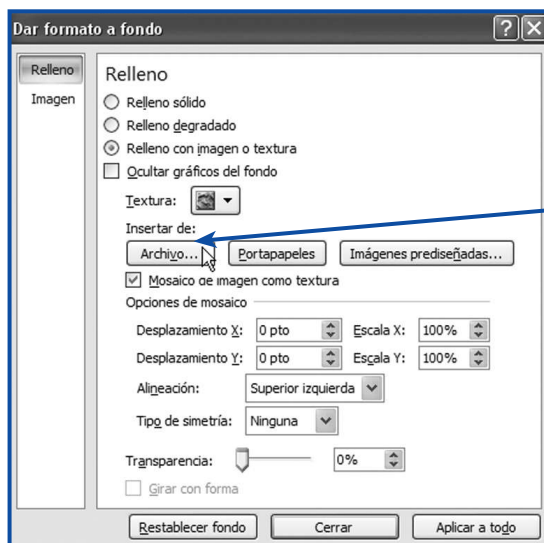 Dar formato a fondo
Relleno
Imagen
Relleno
Relleno sólido
Relleno degradado
Relleno con imagen o textura
Ocultar gráficos del fondo
Textura:
Insertar de:
Archivo... Portapapeles Imágenes prediseñadas...
Mosaico de imagen como textura
Opciones de mosaico
Desplazamiento X: 0 pto Escala X: 100%
Desplazamiento Y: 0 pto Escala Y: 100%
Alineación: Superior izquierda
Tipo de simetría: Ninguna
Transparencia: 0%
Girar con forma
Restablecer fondo Cerrar Aplicar a todo